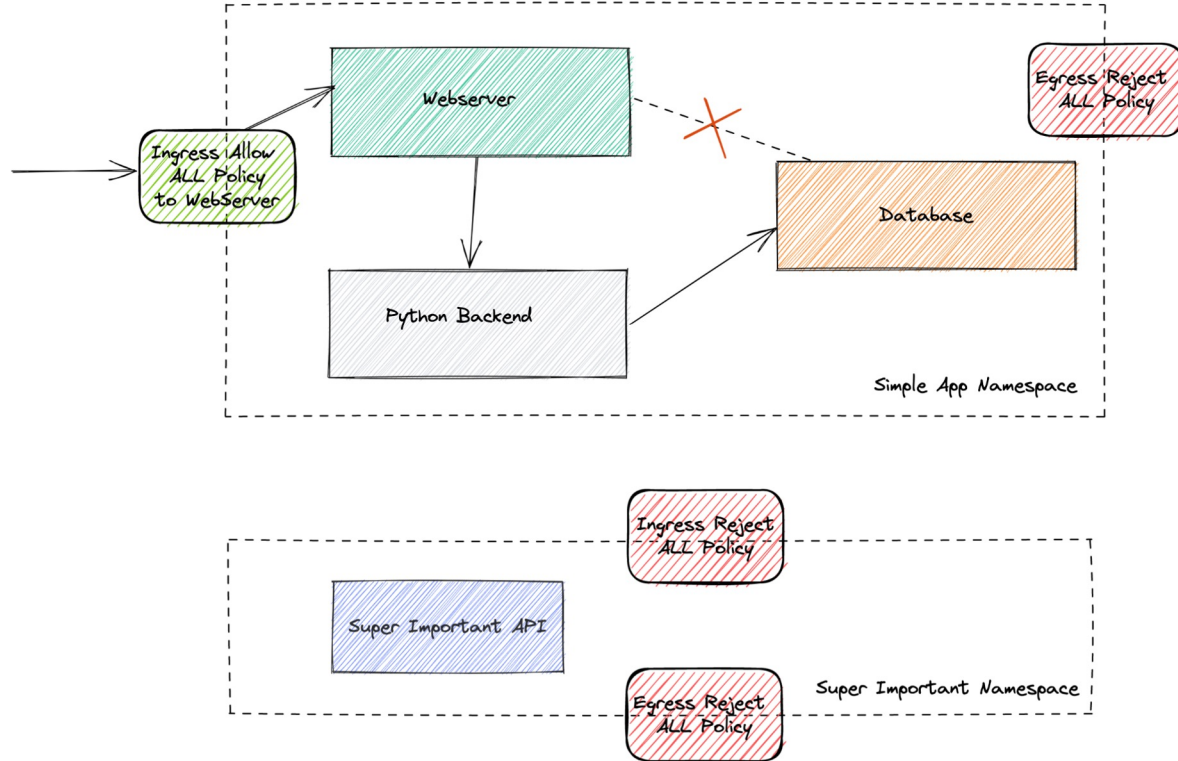 Webserver
Egress Reject
ALL Policy
Ingress Allow
ALL Policy
to WebServer
Database
Python Backend
Simple App Namespace
Ingress Reject
ALL Policy
Super Important API
Super Important Namespace
Egress Reject
ALL Policy